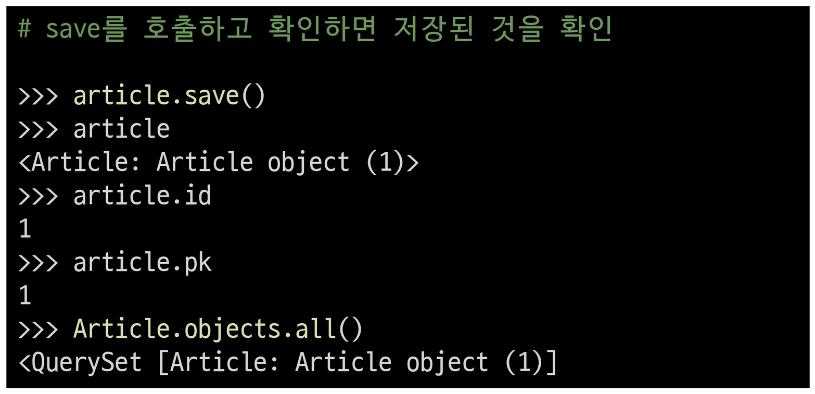 # save를 호출하고 확인하면 저장된 것을 확인
>>> article.save()
>>> article
<Article: Article object (1)>
>>> article.id
1
>>> article.pk
1
>>> Article.objects.all()
<QuerySet [Article: Article object (1)]